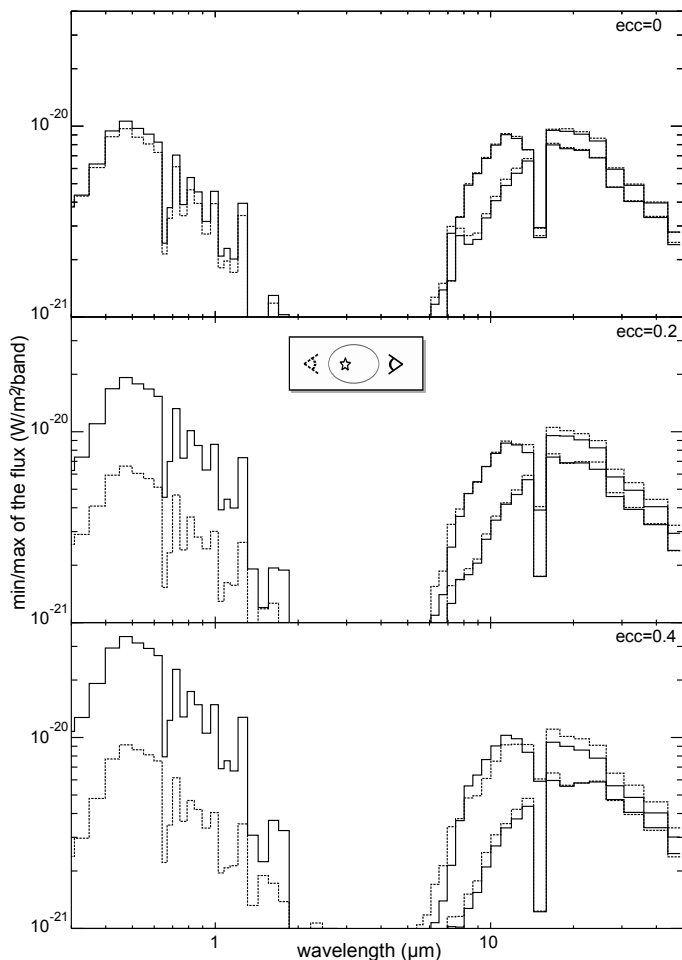 ecc=0
10⁻²⁰
10⁻²¹
ecc=0.2
10⁻²⁰
10⁻²¹
ecc=0.4
10⁻²⁰
10⁻²¹
min/max of the flux (W/m²/band)
1
10
wavelength (µm)